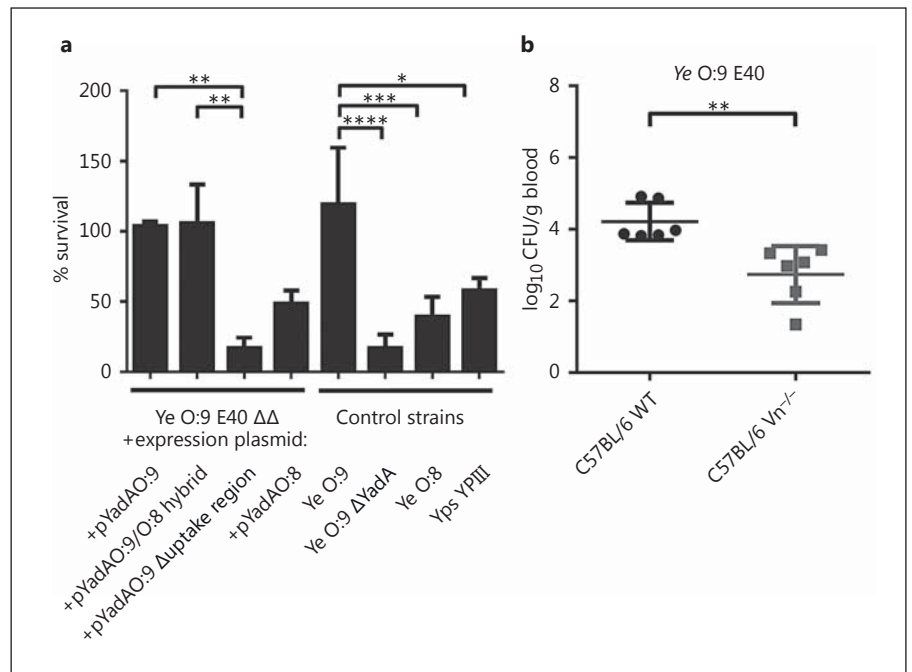 a
200
150
100
50
0
% survival
**
**
*
***
****
Ye O:9 E40 ΔΔ
+expression plasmid:
Control strains
+pYadAO:9
+pYadAO:9/O:8 hybrid
+pYadAO:9 Δuptake region
+pYadAO:8
Ye O:9
Ye O:9 ΔYadA
Ye O:8
Yps YPIII
b
Ye O:9 E40
8
6
4
2
0
log10 CFU/g blood
**
C57BL/6 WT
C57BL/6 Vn−/−